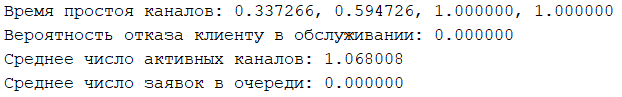 Время простоя каналов: 0.337266, 0.594726, 1.000000, 1.000000
Вероятность отказа клиенту в обслуживании: 0.000000
Среднее число активных каналов: 1.068008
Среднее число заявок в очереди: 0.000000